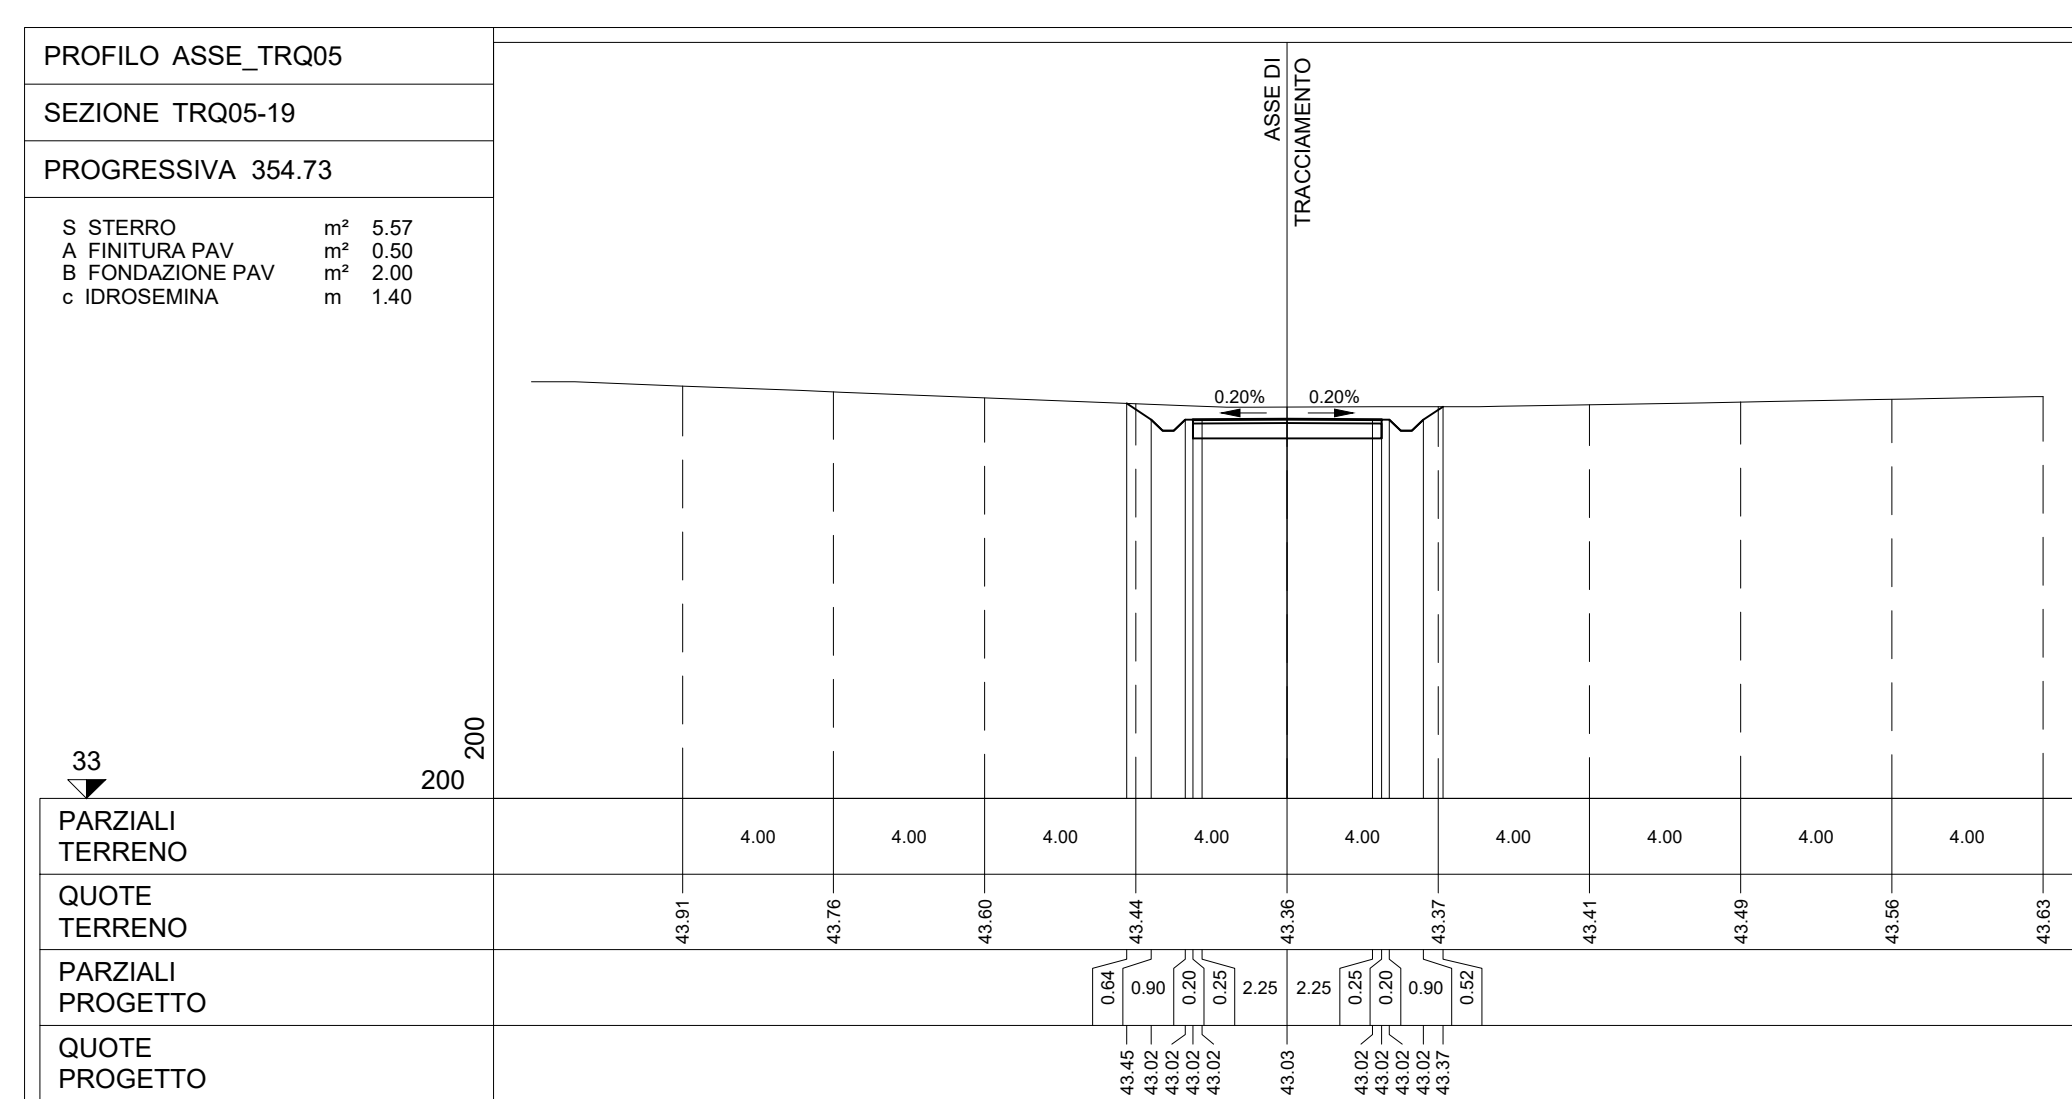 PROFILO ASSE_TRQ05
SEZIONE TRQ05-19
PROGRESSIVA 354.73
S STERRO m² 5.57
A FINITURA PAV m² 0.50
B FONDAZIONE PAV m² 2.00
c IDROSEMINA m 1.40
ASSE DI
TRACCIAMENTO
0.20% 0.20%
33
200
200
PARZIALI
TERRENO
4.00 4.00 4.00 4.00 4.00 4.00 4.00 4.00 4.00
QUOTE
TERRENO
43.91 43.76 43.60 43.44 43.36 43.37 43.41 43.49 43.56 43.63
PARZIALI
PROGETTO
0.64 0.90 0.20 0.25 2.25 2.25 0.25 0.20 0.90 0.52
QUOTE
PROGETTO
43.45 43.02 43.02 43.02 43.02 43.03 43.02 43.02 43.02 43.02 43.37